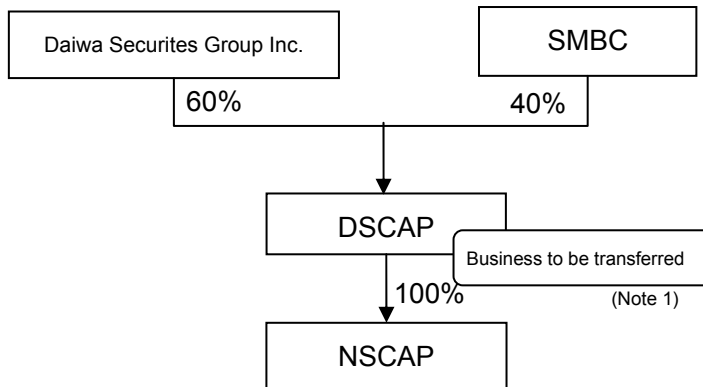 Daiwa Securites Group Inc.
SMBC
60%
40%
DSCAP
Business to be transferred
100%
(Note 1)
NSCAP